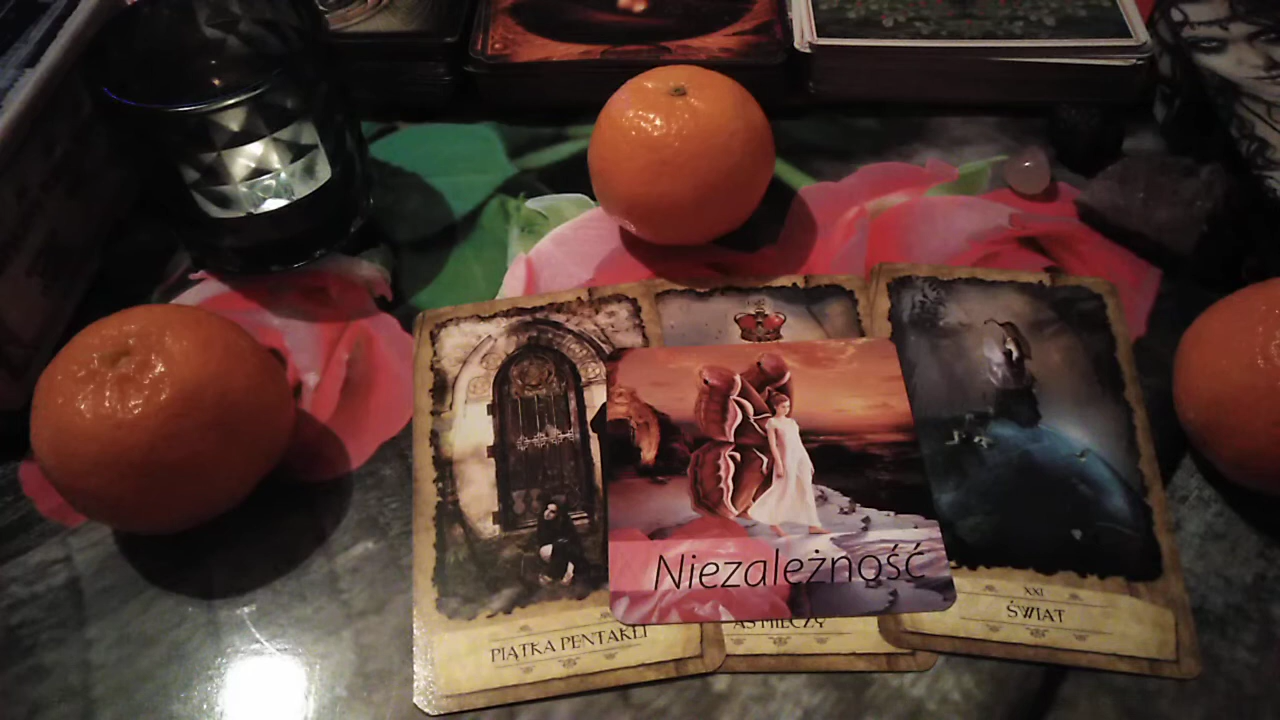 Niezależność
PIĄTKA PENTAKLI
AS MIECZY
XXI
ŚWIAT